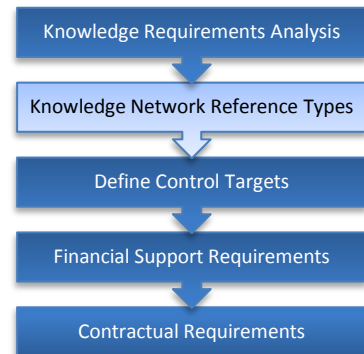 Knowledge Requirements Analysis
Knowledge Network Reference Types
Define Control Targets
Financial Support Requirements
Contractual Requirements